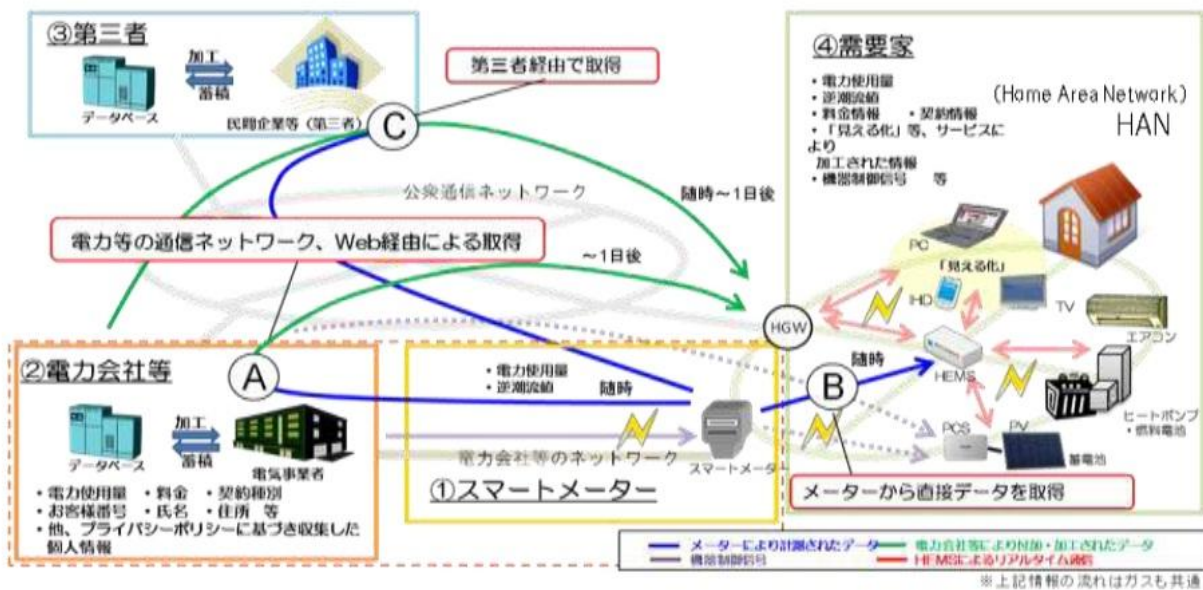 ③第三者
加工
蓄積
データベース
民間企業等（第三者）
C
第三者経由で取得
公衆通信ネットワーク
随時～1日後
電力等の通信ネットワーク、Web経由による取得
～1日後
②電力会社等
A
加工
蓄積
データベース
電気事業者
・電力使用量 ・料金 ・契約種別
・お客様番号 ・氏名 ・住所 等
・他、プライバシーポリシーに基づき収集した
個人情報
・電力使用量
・逆潮流値
随時
電力会社等のネットワーク
スマートメーター
①スマートメーター
④需要家
・電力使用量
・逆潮流値
・料金情報 ・契約情報
・「見える化」等、サービスに
より
加工された情報
・機器制御信号 等
(Home Area Network)
HAN
PC
「見える化」
IHD
TV
エアコン
HGW
B
随時
HEMS
ヒートポンプ
・燃料電池
PCS
PV
蓄電池
メーターから直接データを取得
メーターにより計測されたデータ
電力会社等により付加・加工されたデータ
機器制御信号
HEMSによるリアルタイム通信
※上記情報の流れはガスも共通